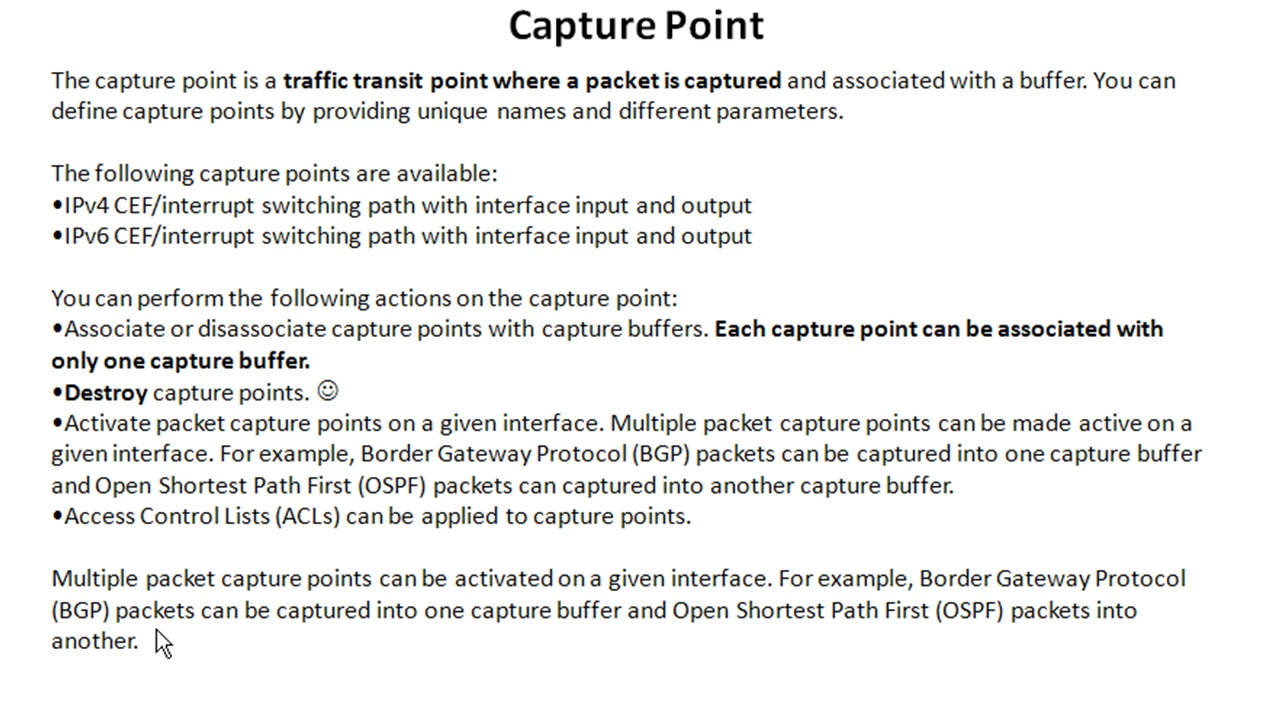 Capture Point
The capture point is a traffic transit point where a packet is captured and associated with a buffer. You can
define capture points by providing unique names and different parameters.
The following capture points are available:
•IPv4 CEF/interrupt switching path with interface input and output
•IPv6 CEF/interrupt switching path with interface input and output
You can perform the following actions on the capture point:
•Associate or disassociate capture points with capture buffers. Each capture point can be associated with
only one capture buffer.
•Destroy capture points. ☺
•Activate packet capture points on a given interface. Multiple packet capture points can be made active on a
given interface. For example, Border Gateway Protocol (BGP) packets can be captured into one capture buffer
and Open Shortest Path First (OSPF) packets can captured into another capture buffer.
•Access Control Lists (ACLs) can be applied to capture points.
Multiple packet capture points can be activated on a given interface. For example, Border Gateway Protocol
(BGP) packets can be captured into one capture buffer and Open Shortest Path First (OSPF) packets into
another.